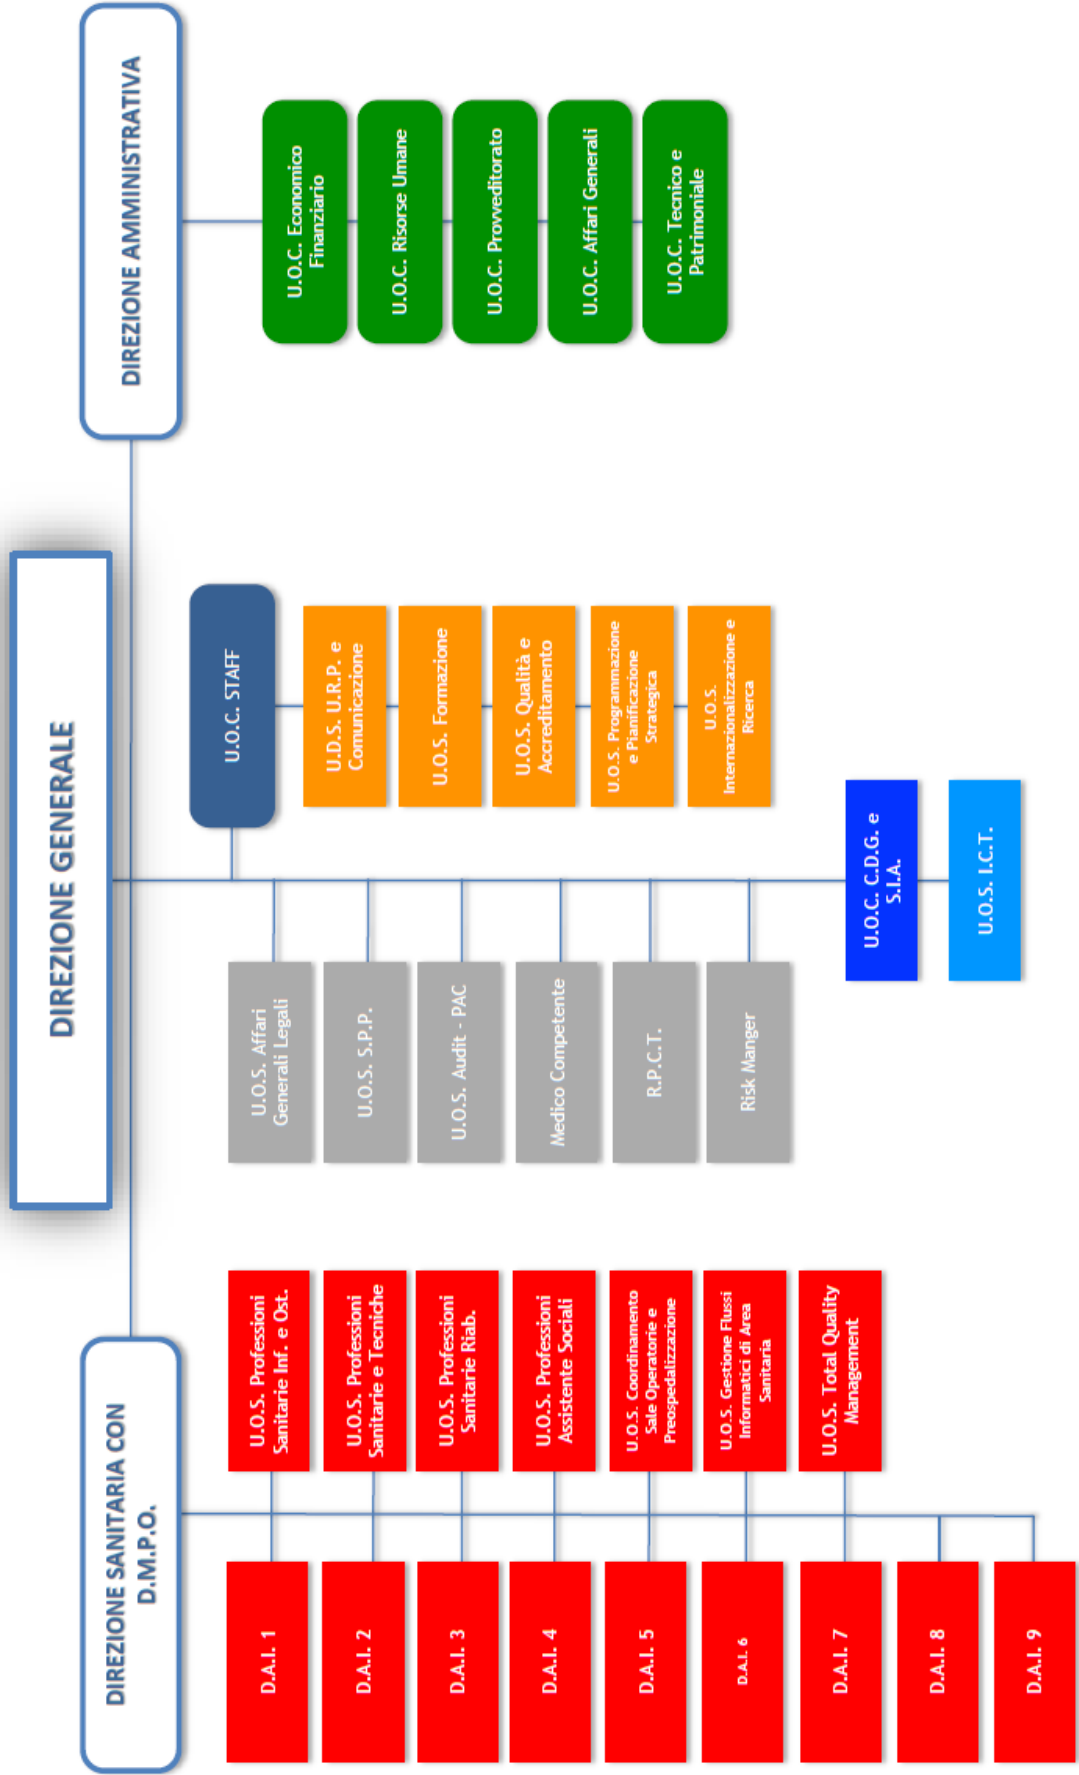 DIREZIONE GENERALE
DIREZIONE SANITARIA CON
D.M.P.O.
DIREZIONE AMMINISTRATIVA
D.A.I. 1
D.A.I. 2
D.A.I. 3
D.A.I. 4
D.A.I. 5
D.A.I. 6
D.A.I. 7
D.A.I. 8
D.A.I. 9
U.O.S. Professioni
Sanitarie Inf. e Ost.
U.O.S. Professioni
Sanitarie e Tecniche
U.O.S. Professioni
Sanitarie Riab.
U.O.S. Professioni
Assistente Sociali
U.O.S. Coordinamento
Sale Operatorie e
Preospedalizzazione
U.O.S. Gestione Flussi
Informatici di Area
Sanitaria
U.O.S. Total Quality
Management
U.O.S. Affari
Generali Legali
U.O.S. S.P.P.
U.O.S. Audit - PAC
Medico Competente
R.P.C.T.
Risk Manger
U.O.C. STAFF
U.D.S. U.R.P. e
Comunicazione
U.O.S. Formazione
U.O.S. Qualità e
Accreditamento
U.O.S. Programmazione
e Pianificazione
Strategica
U.O.S.
Internazionalizzazione e
Ricerca
U.O.C. C.D.G. e
S.I.A.
U.O.S. I.C.T.
U.O.C. Economico
Finanziario
U.O.C. Risorse Umane
U.O.C. Provveditorato
U.O.C. Affari Generali
U.O.C. Tecnico e
Patrimoniale